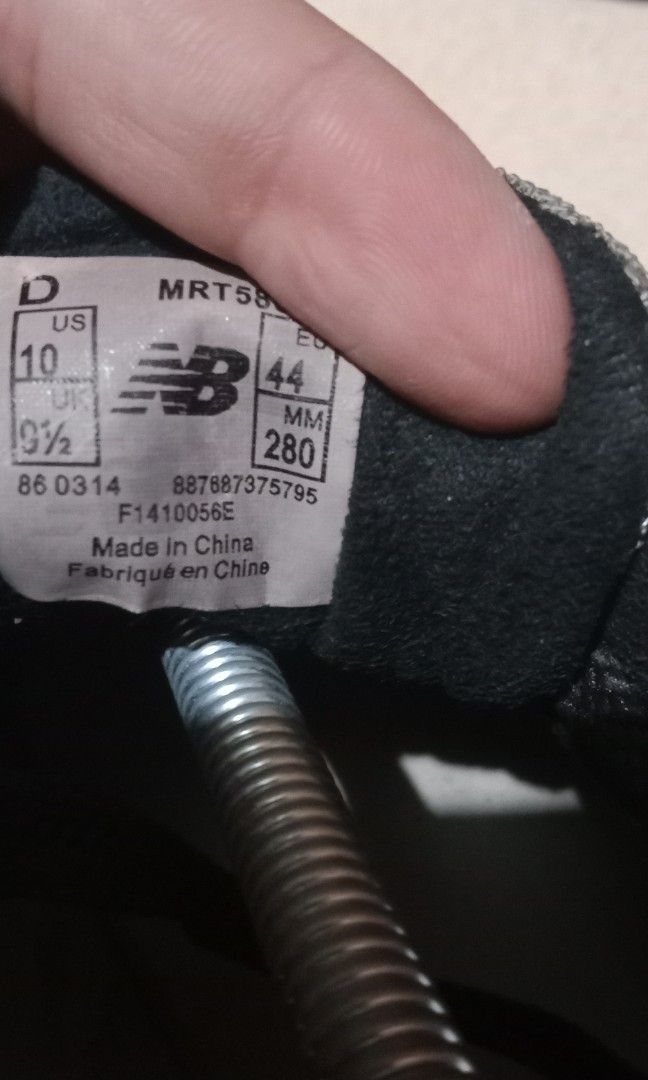 D MRT58
US
10
UK
9½
NB
EU
44
MM
280
86 0314 887687375795
F1410056E
Made in China
Fabriqué en Chine